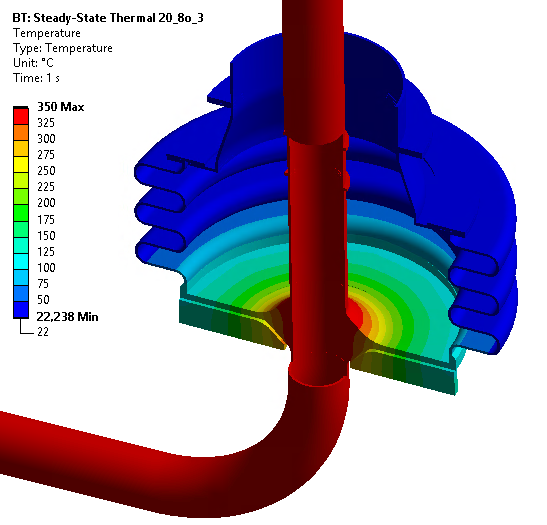 BT: Steady-State Thermal 20_8o_3
Temperature
Type: Temperature
Unit: °C
Time: 1 s
350 Max
325
300
275
250
225
200
175
150
125
100
75
50
22,238 Min
22